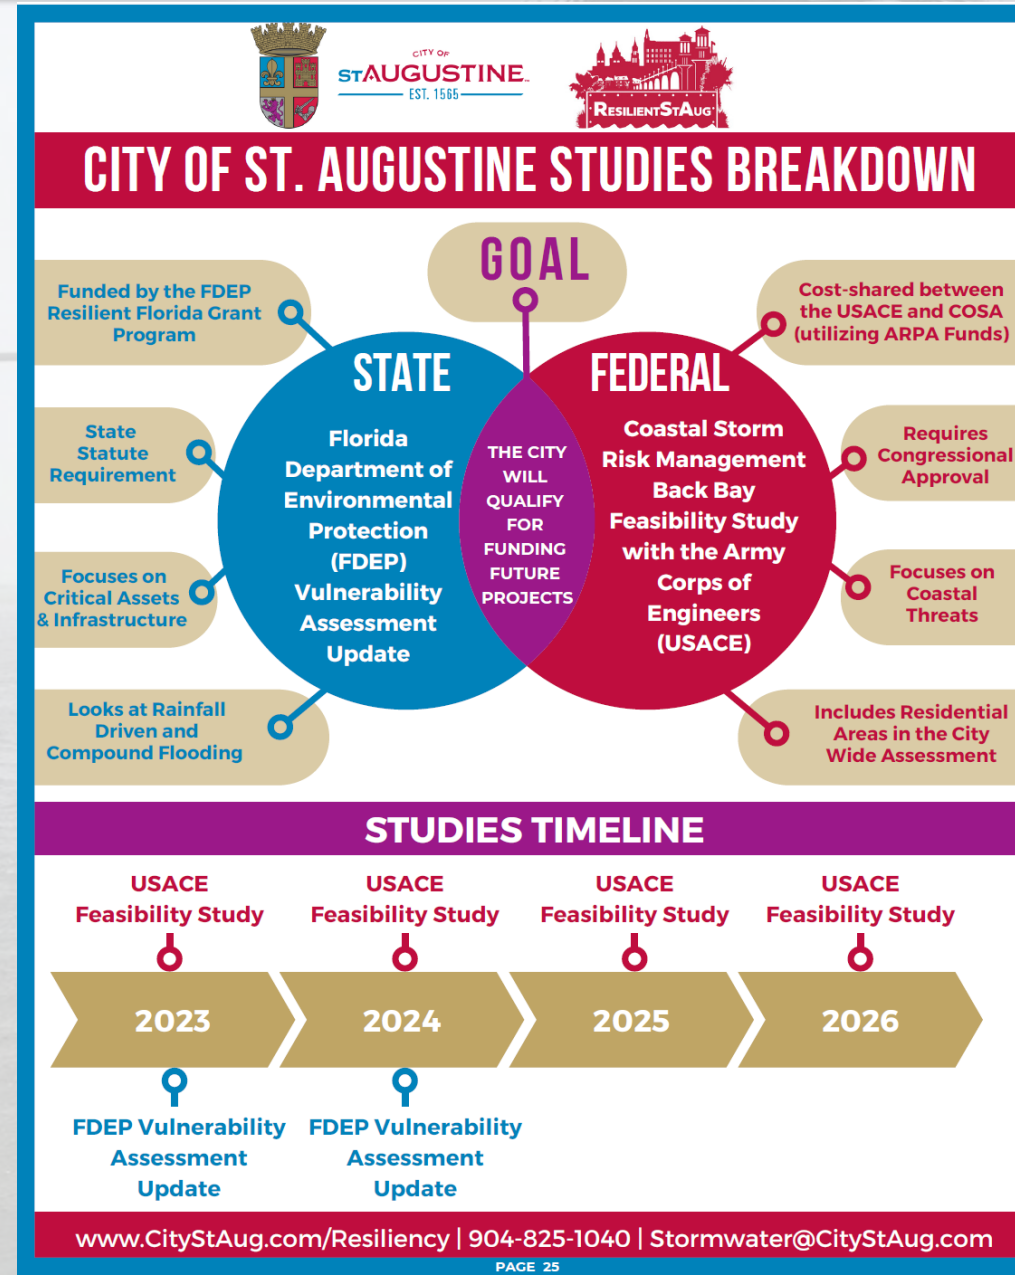 CITY OF
STAUGUSTINE
EST. 1565
RESILIENTSTAUG
CITY OF ST. AUGUSTINE STUDIES BREAKDOWN
GOAL
Funded by the FDEP
Resilient Florida Grant
Program
State
Statute
Requirement
Focuses on
Critical Assets
& Infrastructure
Looks at Rainfall
Driven and
Compound Flooding
STATE
Florida
Department of
Environmental
Protection
(FDEP)
Vulnerability
Assessment
Update
THE CITY
WILL
QUALIFY
FOR
FUNDING
FUTURE
PROJECTS
FEDERAL
Coastal Storm
Risk Management
Back Bay
Feasibility Study
with the Army
Corps of
Engineers
(USACE)
Cost-shared between
the USACE and COSA
(utilizing ARPA Funds)
Requires
Congressional
Approval
Focuses on
Coastal
Threats
Includes Residential
Areas in the City
Wide Assessment
STUDIES TIMELINE
USACE
Feasibility Study
USACE
Feasibility Study
USACE
Feasibility Study
USACE
Feasibility Study
2023
2024
2025
2026
FDEP Vulnerability
Assessment
Update
FDEP Vulnerability
Assessment
Update
www.CityStAug.com/Resiliency | 904-825-1040 | Stormwater@CityStAug.com
PAGE 25